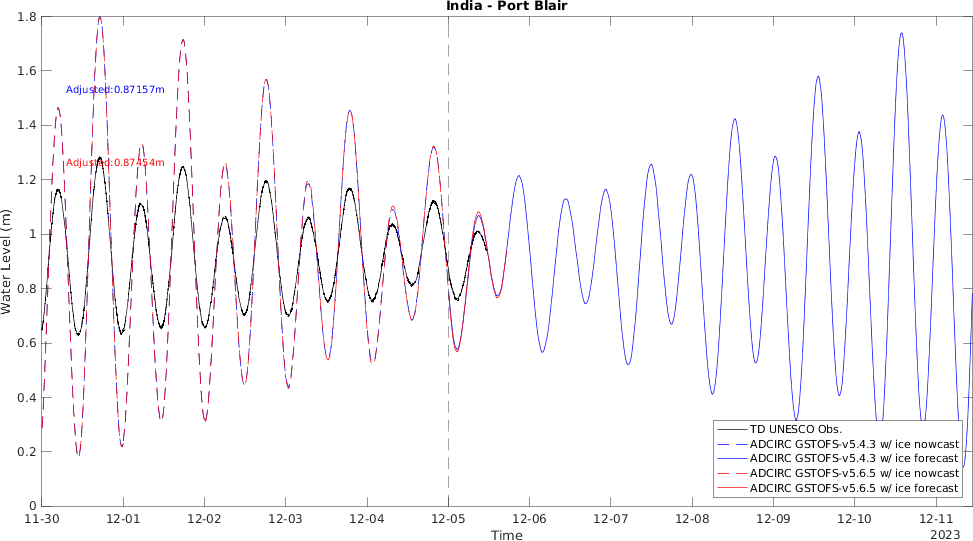 India - Port Blair
1.8
1.6
1.4
1.2
1
0.8
0.6
0.4
0.2
0
Water Level (m)
Adjusted:0.87157m
Adjusted:0.87454m
TD UNESCO Obs.
ADCIRC GSTOFS-v5.4.3 w/ ice nowcast
ADCIRC GSTOFS-v5.4.3 w/ ice forecast
ADCIRC GSTOFS-v5.6.5 w/ ice nowcast
ADCIRC GSTOFS-v5.6.5 w/ ice forecast
11-30 12-01 12-02 12-03 12-04 12-05 12-06 12-07 12-08 12-09 12-10 12-11
Time
2023